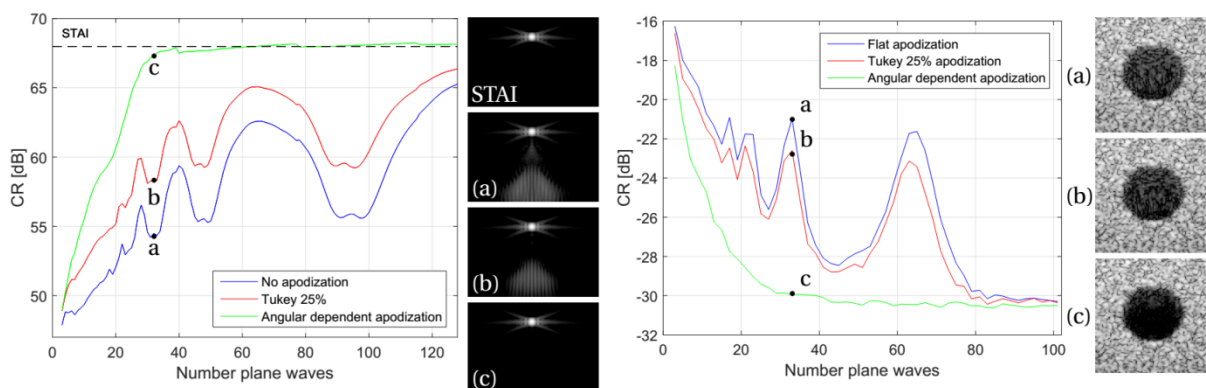 STAI
CR [dB]
70
65
60
55
50
c
b
a
No apodization
Tukey 25%
Angular dependent apodization
0 20 40 60 80 100 120
Number plane waves
STAI
(a)
(b)
(c)
CR [dB]
-16
-18
-20
-22
-24
-26
-28
-30
-32
Flat apodization
Tukey 25% apodization
Angular dependent apodization
a
b
c
0 20 40 60 80 100
Number plane waves
(a)
(b)
(c)